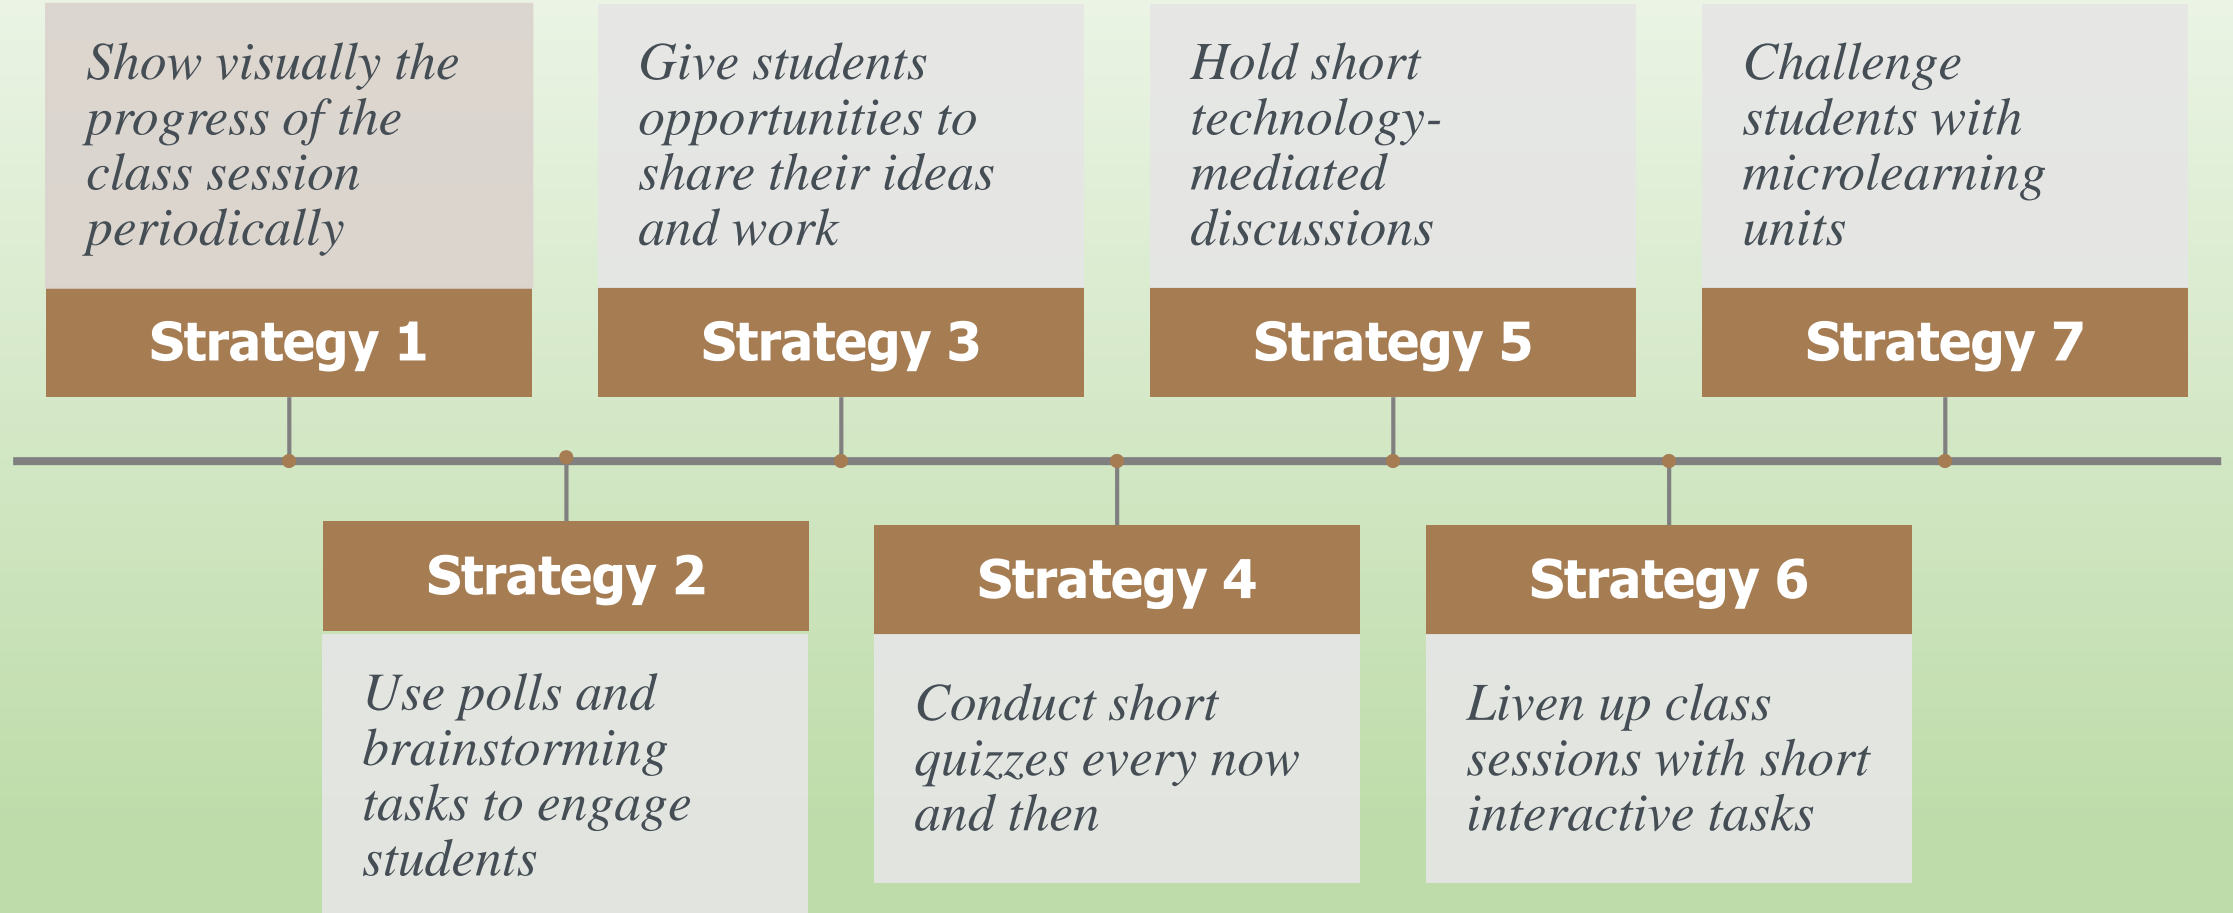 Show visually the
progress of the
class session
periodically
Strategy 1
Strategy 2
Use polls and
brainstorming
tasks to engage
students
Give students
opportunities to
share their ideas
and work
Strategy 3
Strategy 4
Conduct short
quizzes every now
and then
Hold short
technology-
mediated
discussions
Strategy 5
Strategy 6
Liven up class
sessions with short
interactive tasks
Challenge
students with
microlearning
units
Strategy 7